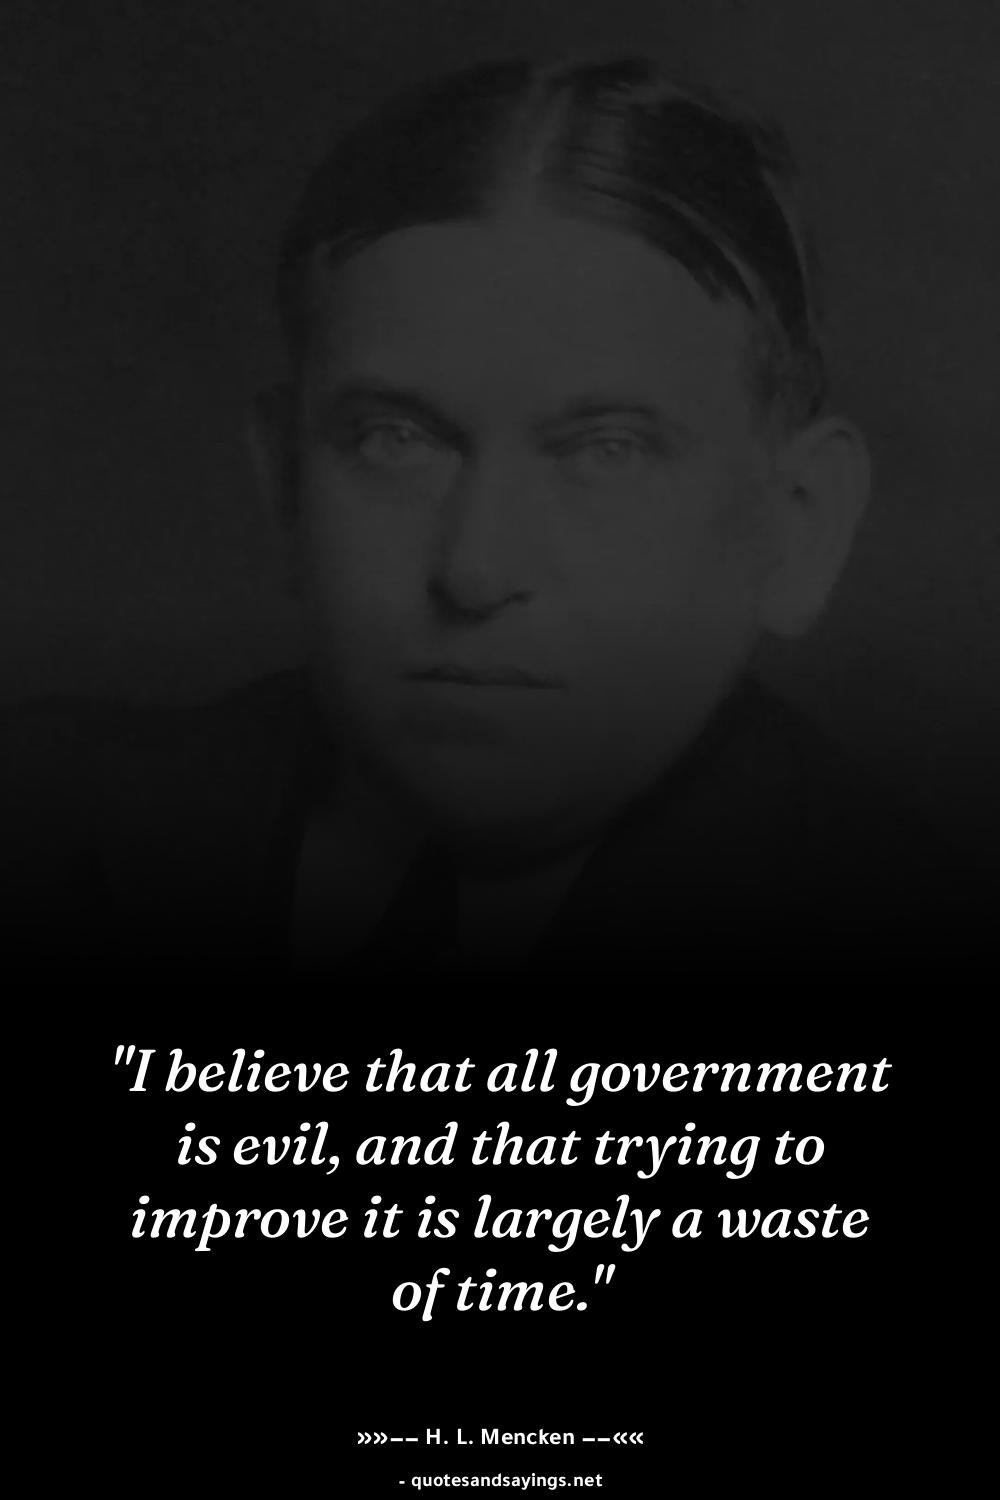 "I believe that all government
is evil, and that trying to
improve it is largely a waste
of time."
»»−− H. L. Mencken −−««
- quotesandsayings.net